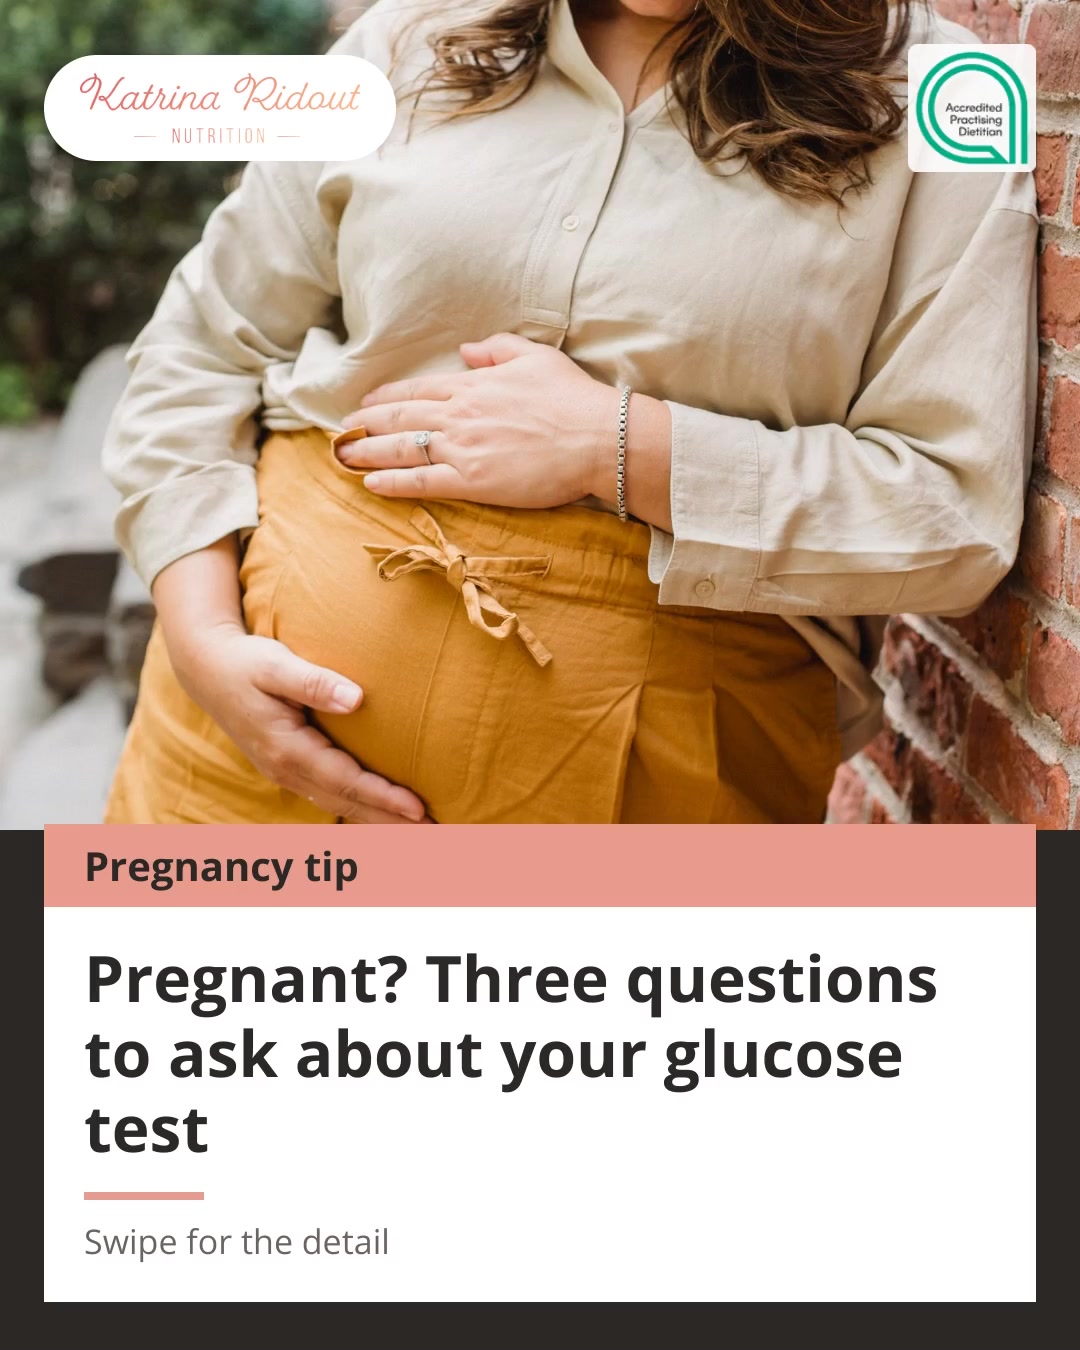 Katrina Ridout
NUTRITION
Accredited
Practising
Dietitian
Pregnancy tip
Pregnant? Three questions
to ask about your glucose
test
Swipe for the detail